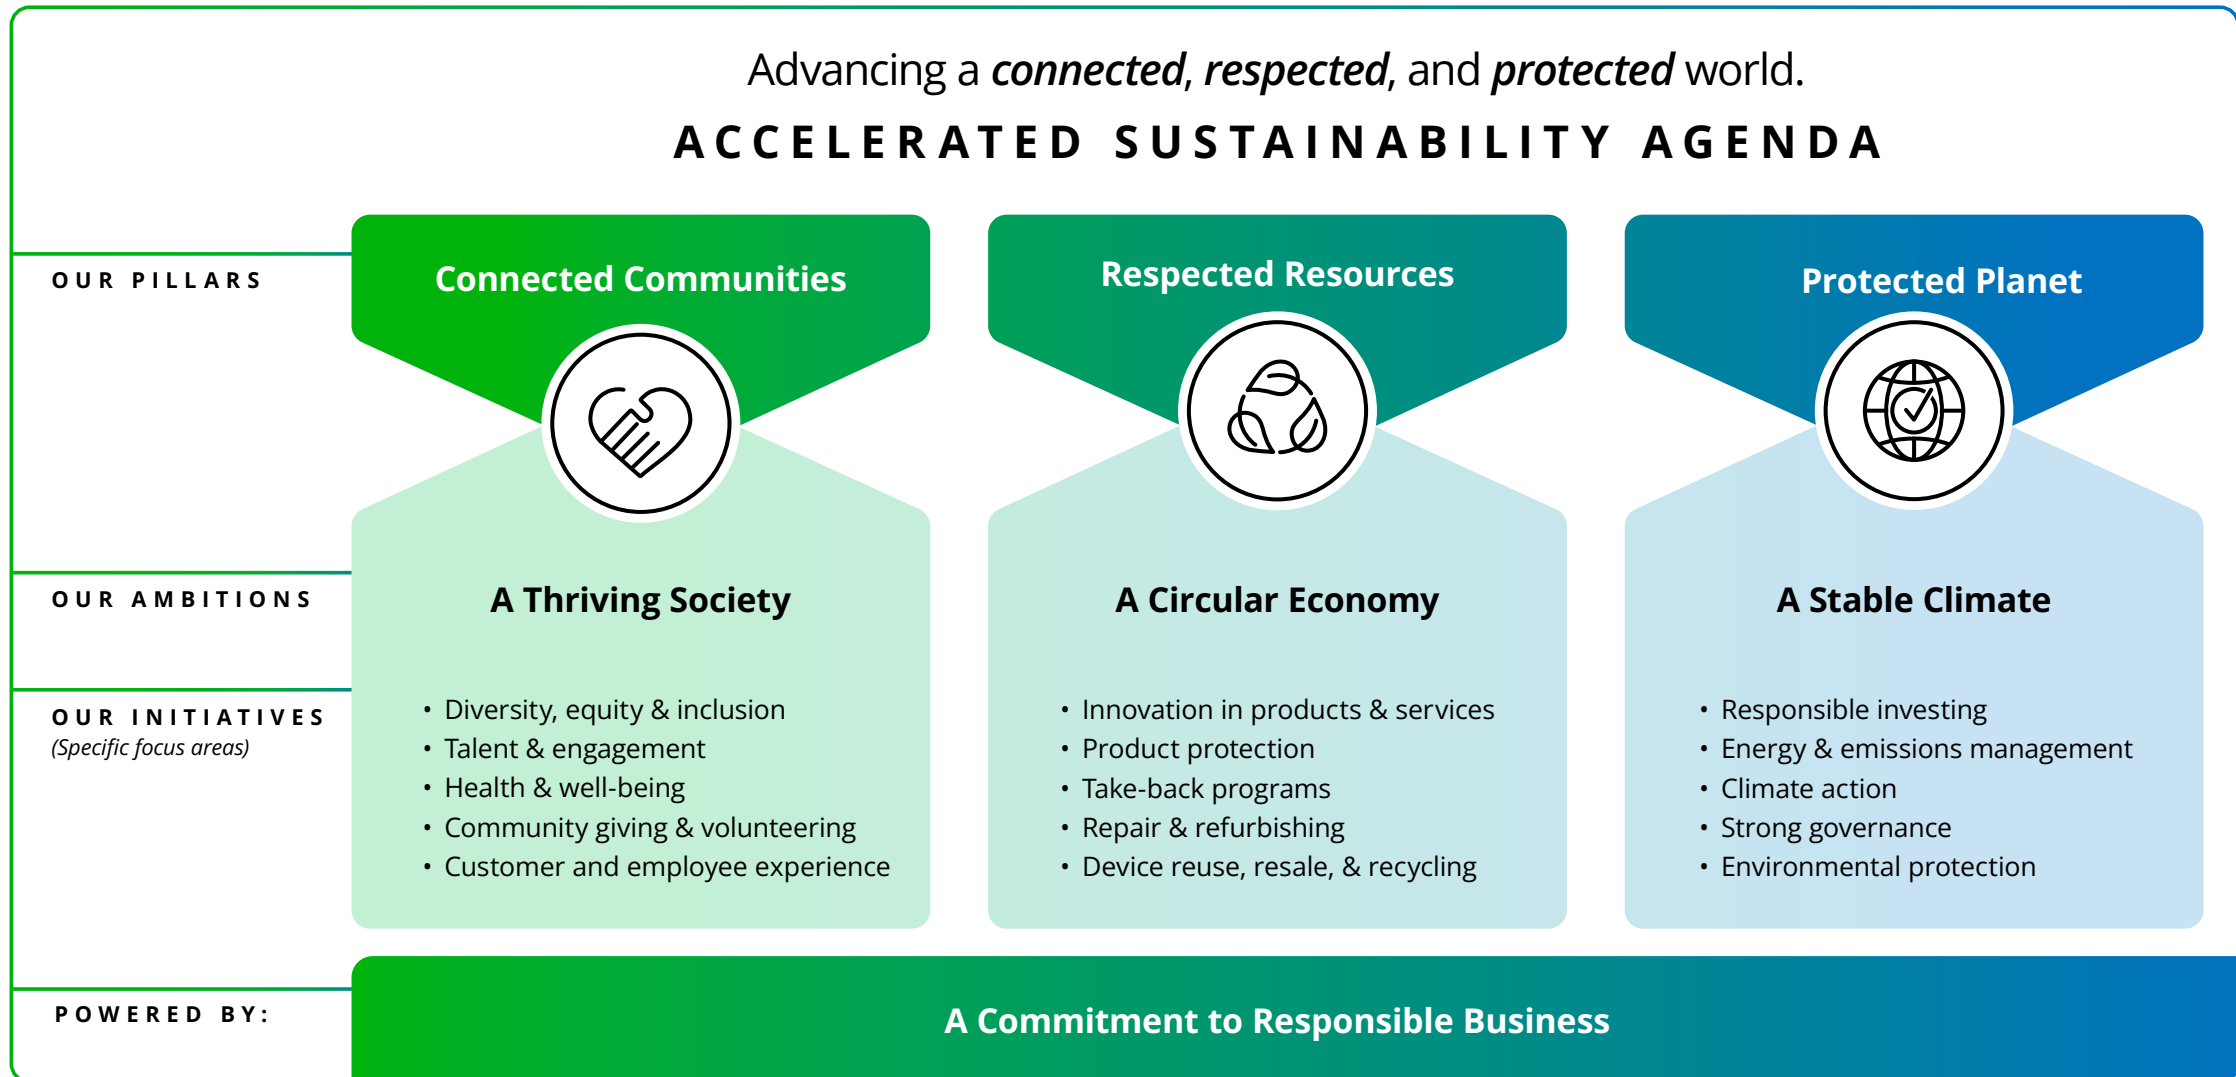 Advancing a connected, respected, and protected world.
ACCELERATED SUSTAINABILITY AGENDA
OUR PILLARS
Connected Communities
Respected Resources
Protected Planet
OUR AMBITIONS
A Thriving Society
A Circular Economy
A Stable Climate
OUR INITIATIVES
(Specific focus areas)
• Diversity, equity & inclusion
• Talent & engagement
• Health & well-being
• Community giving & volunteering
• Customer and employee experience
• Innovation in products & services
• Product protection
• Take-back programs
• Repair & refurbishing
• Device reuse, resale, & recycling
• Responsible investing
• Energy & emissions management
• Climate action
• Strong governance
• Environmental protection
POWERED BY:
A Commitment to Responsible Business